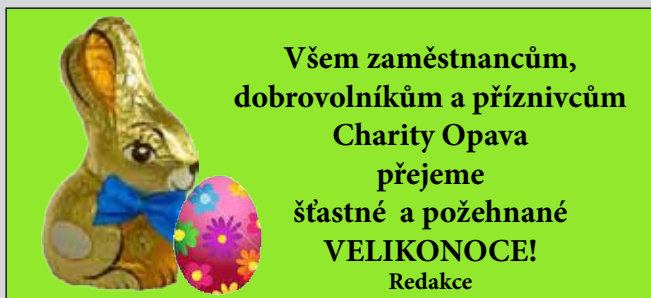 Všem zaměstnancům,
dobrovolníkům a příznivcům
Charity Opava
přejeme
šťastné a požehnané
VELIKONOCE!
Redakce